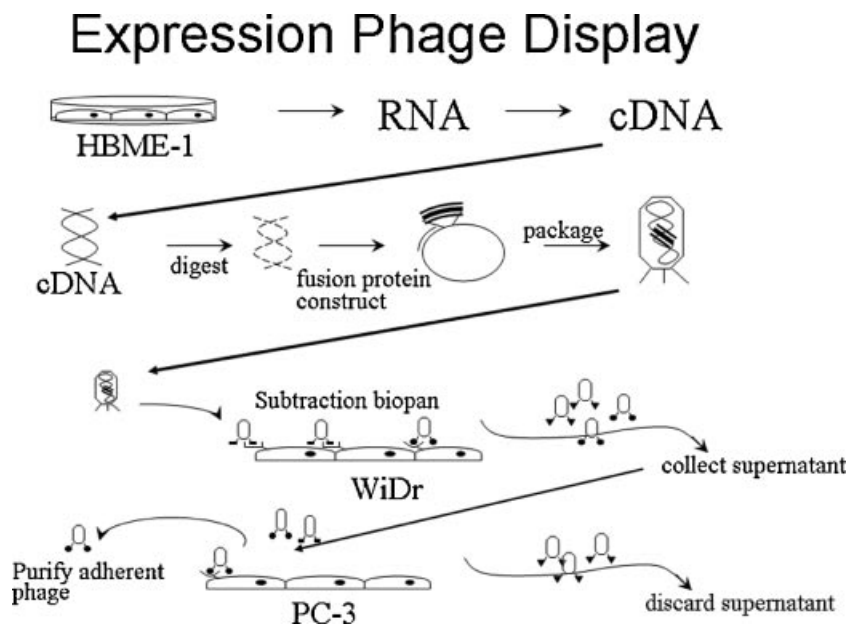 Expression Phage Display
HBME-1
RNA
cDNA
cDNA
digest
fusion protein
construct
package
Subtraction biopan
WiDr
collect supernatant
Purify adherent
phage
PC-3
discard supernatant